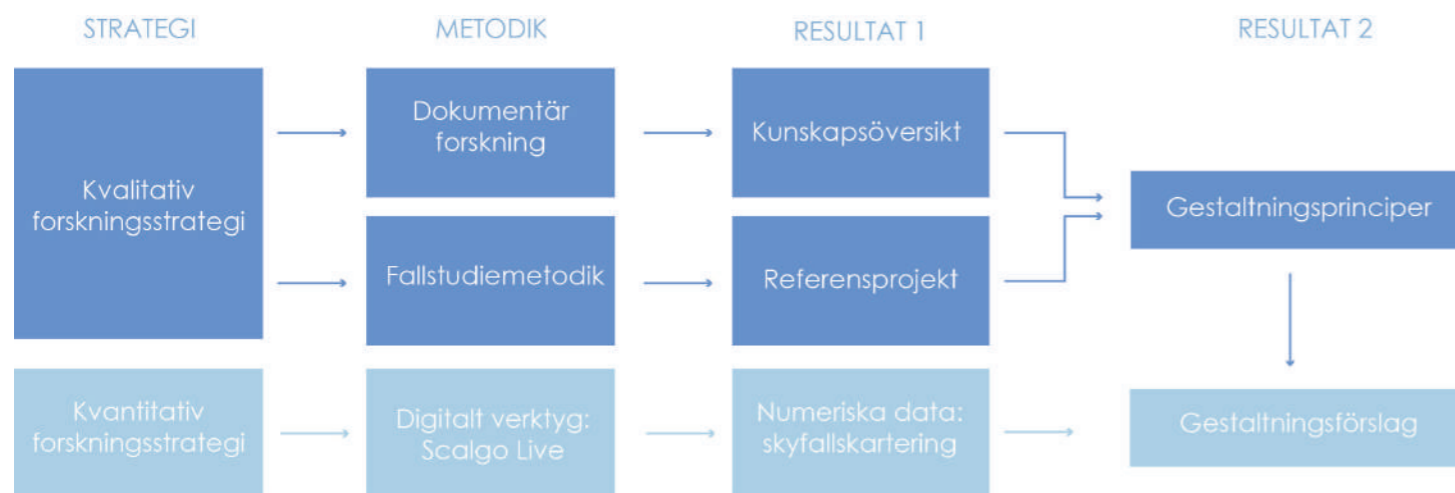 STRATEGI
METODIK
RESULTAT 1
RESULTAT 2
Kvalitativ
forskningsstrategi
Dokumentär
forskning
Kunskapsöversikt
Gestaltningsprinciper
Fallstudiemetodik
Referensprojekt
Kvantitativ
forskningsstrategi
Digitalt verktyg:
Scalgo Live
Numeriska data:
skyfallskartering
Gestaltningsförslag